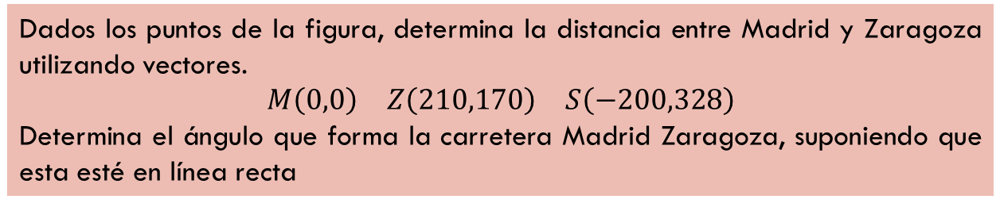 Dados los puntos de la figura, determina la distancia entre Madrid y Zaragoza
utilizando vectores.
M(0,0) Z(210,170) S(−200,328)
Determina el ángulo que forma la carretera Madrid Zaragoza, suponiendo que
esta esté en línea recta